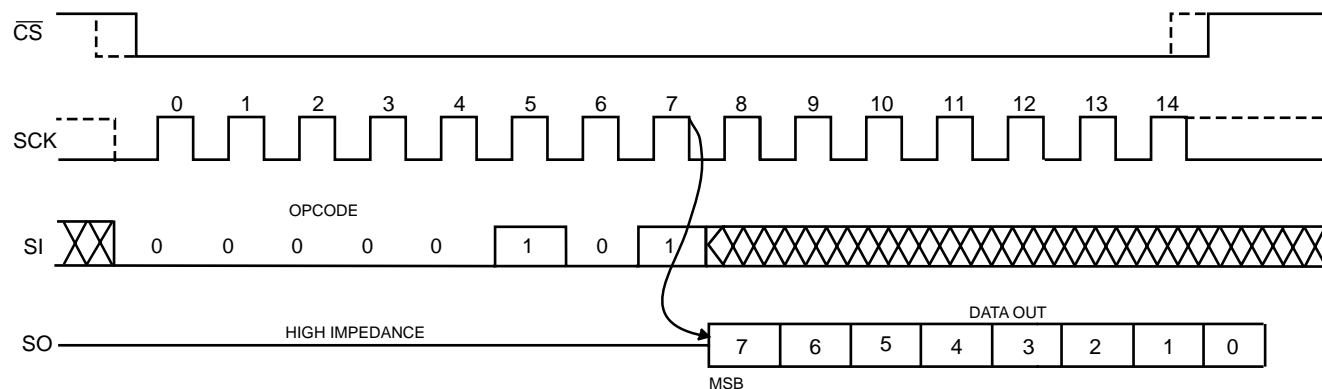 CS
0 1 2 3 4 5 6 7 8 9 10 11 12 13 14
SCK
OPCODE
SI 0 0 0 0 0 1 0 1
HIGH IMPEDANCE DATA OUT
SO 7 6 5 4 3 2 1 0
MSB